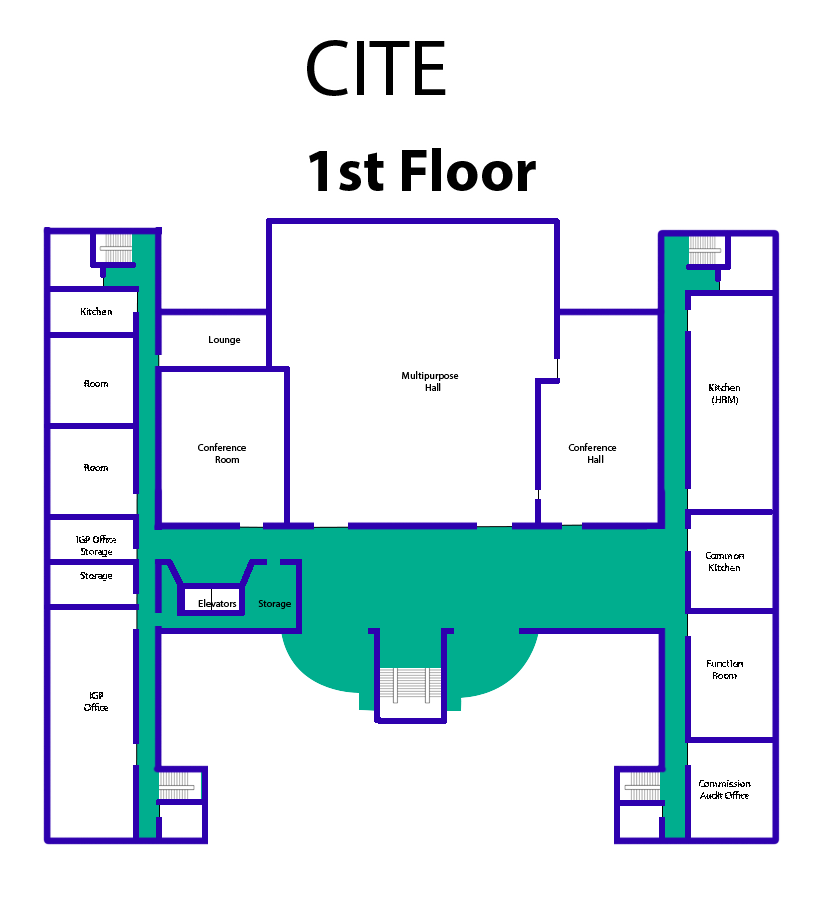 CITE
1st Floor
Kitchen
Room
Room
IGP Office
Storage
Storage
IGP
Office
Lounge
Conference
Room
Multipurpose
Hall
Conference
Hall
Elevators
Storage
Kitchen
(HRM)
Common
Kitchen
Function
Room
Commission
Audit Office